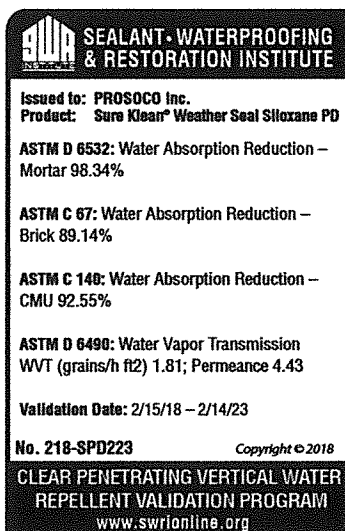 SWR
INSTITUTE
SEALANT • WATERPROOFING
& RESTORATION INSTITUTE
Issued to: PROSOCO Inc.
Product: Sure Klean® Weather Seal Siloxane PD
ASTM D 6532: Water Absorption Reduction –
Mortar 98.34%
ASTM C 67: Water Absorption Reduction –
Brick 89.14%
ASTM C 140: Water Absorption Reduction –
CMU 92.55%
ASTM D 6490: Water Vapor Transmission
WVT (grains/h ft2) 1.81; Permeance 4.43
Validation Date: 2/15/18 – 2/14/23
No. 218-SPD223 Copyright © 2018
CLEAR PENETRATING VERTICAL WATER
REPELLENT VALIDATION PROGRAM
www.swrionline.org